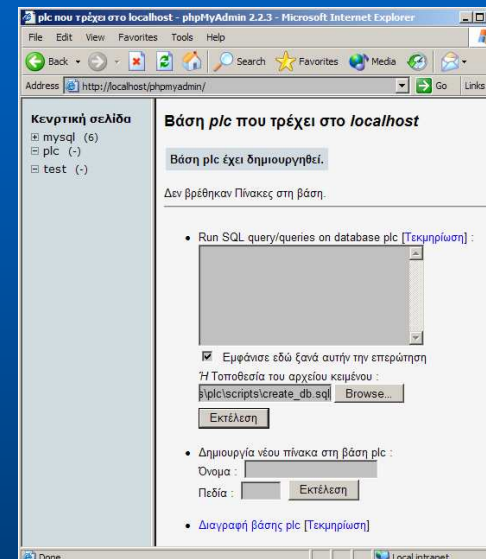 plc που τρέχει στο localhost - phpMyAdmin 2.2.3 - Microsoft Internet Explorer
File Edit View Favorites Tools Help
Back Search Favorites Media
Address http://localhost/phpmyadmin/ Go Links
Κεντρική σελίδα
mysql (6)
plc (-)
test (-)
Βάση plc που τρέχει στο localhost
Βάση plc έχει δημιουργηθεί.
Δεν βρέθηκαν Πίνακες στη βάση.
• Run SQL query/queries on database plc [Τεκμηρίωση] :
Εμφάνισε εδώ ξανά αυτήν την επερώτηση
Ή Τοποθεσία του αρχείου κειμένου :
s\plc\scripts\create_db.sql Browse...
Εκτέλεση
• Δημιουργία νέου πίνακα στη βάση plc :
Όνομα :
Πεδία : Εκτέλεση
• Διαγραφή βάσης plc [Τεκμηρίωση]
Done Local intranet